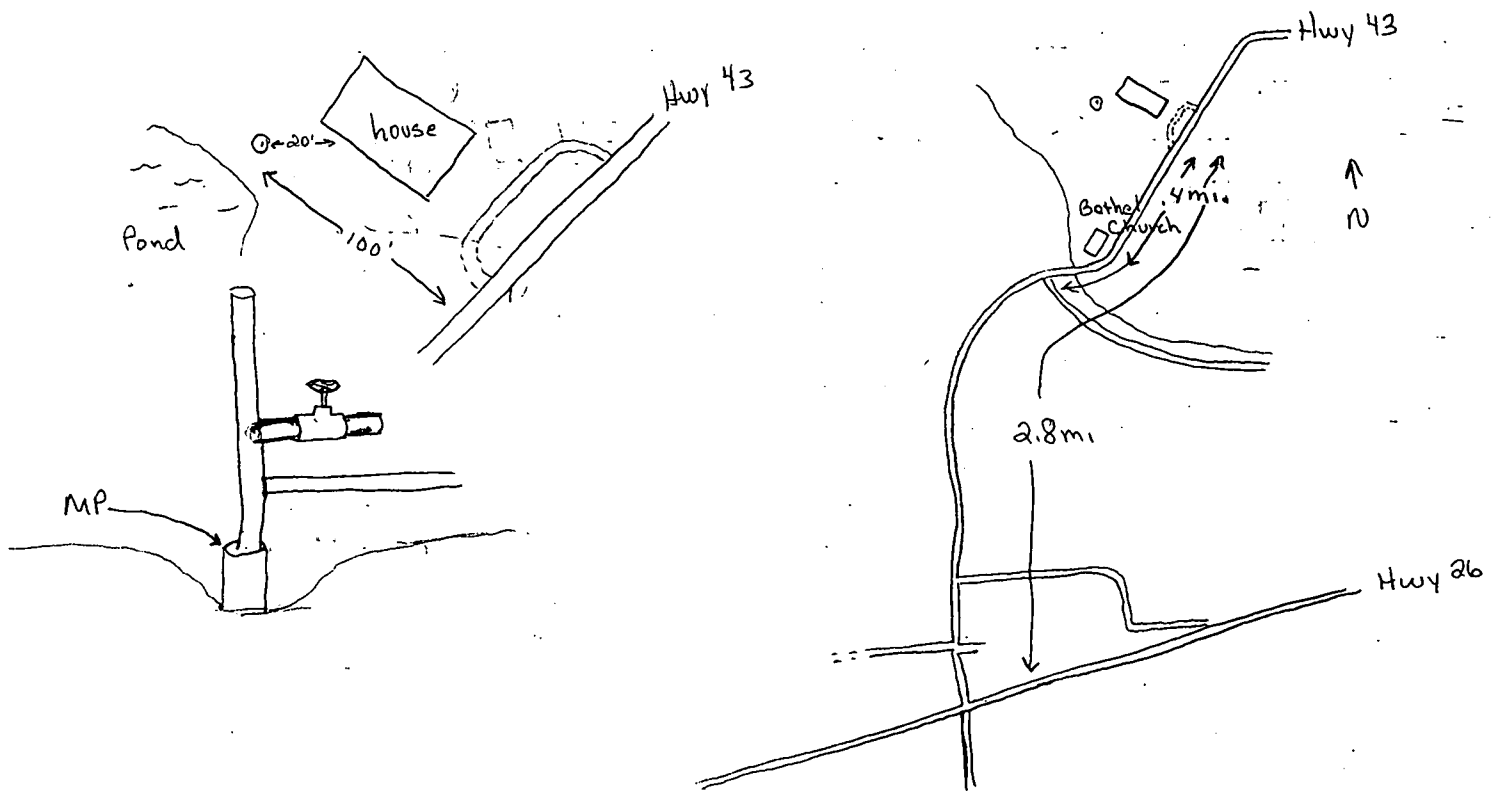 Hwy 43
house
20'
100'
Pond
MP
Hwy 43
.4mi.
N
Bethel
Church
2.8mi
Hwy 26